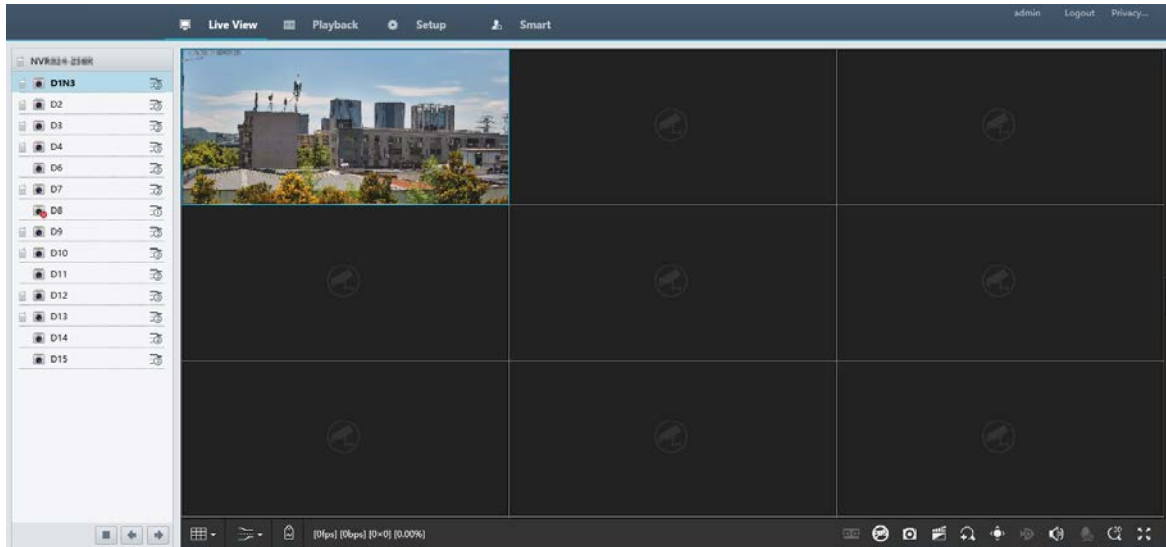 admin Logout Privacy...
Live View Playback Setup Smart
D1N3
D2
D3
D4
D6
D7
D8
D9
D10
D11
D12
D13
D14
D15
[0fps] [0bps] [0×0] [0.00%]